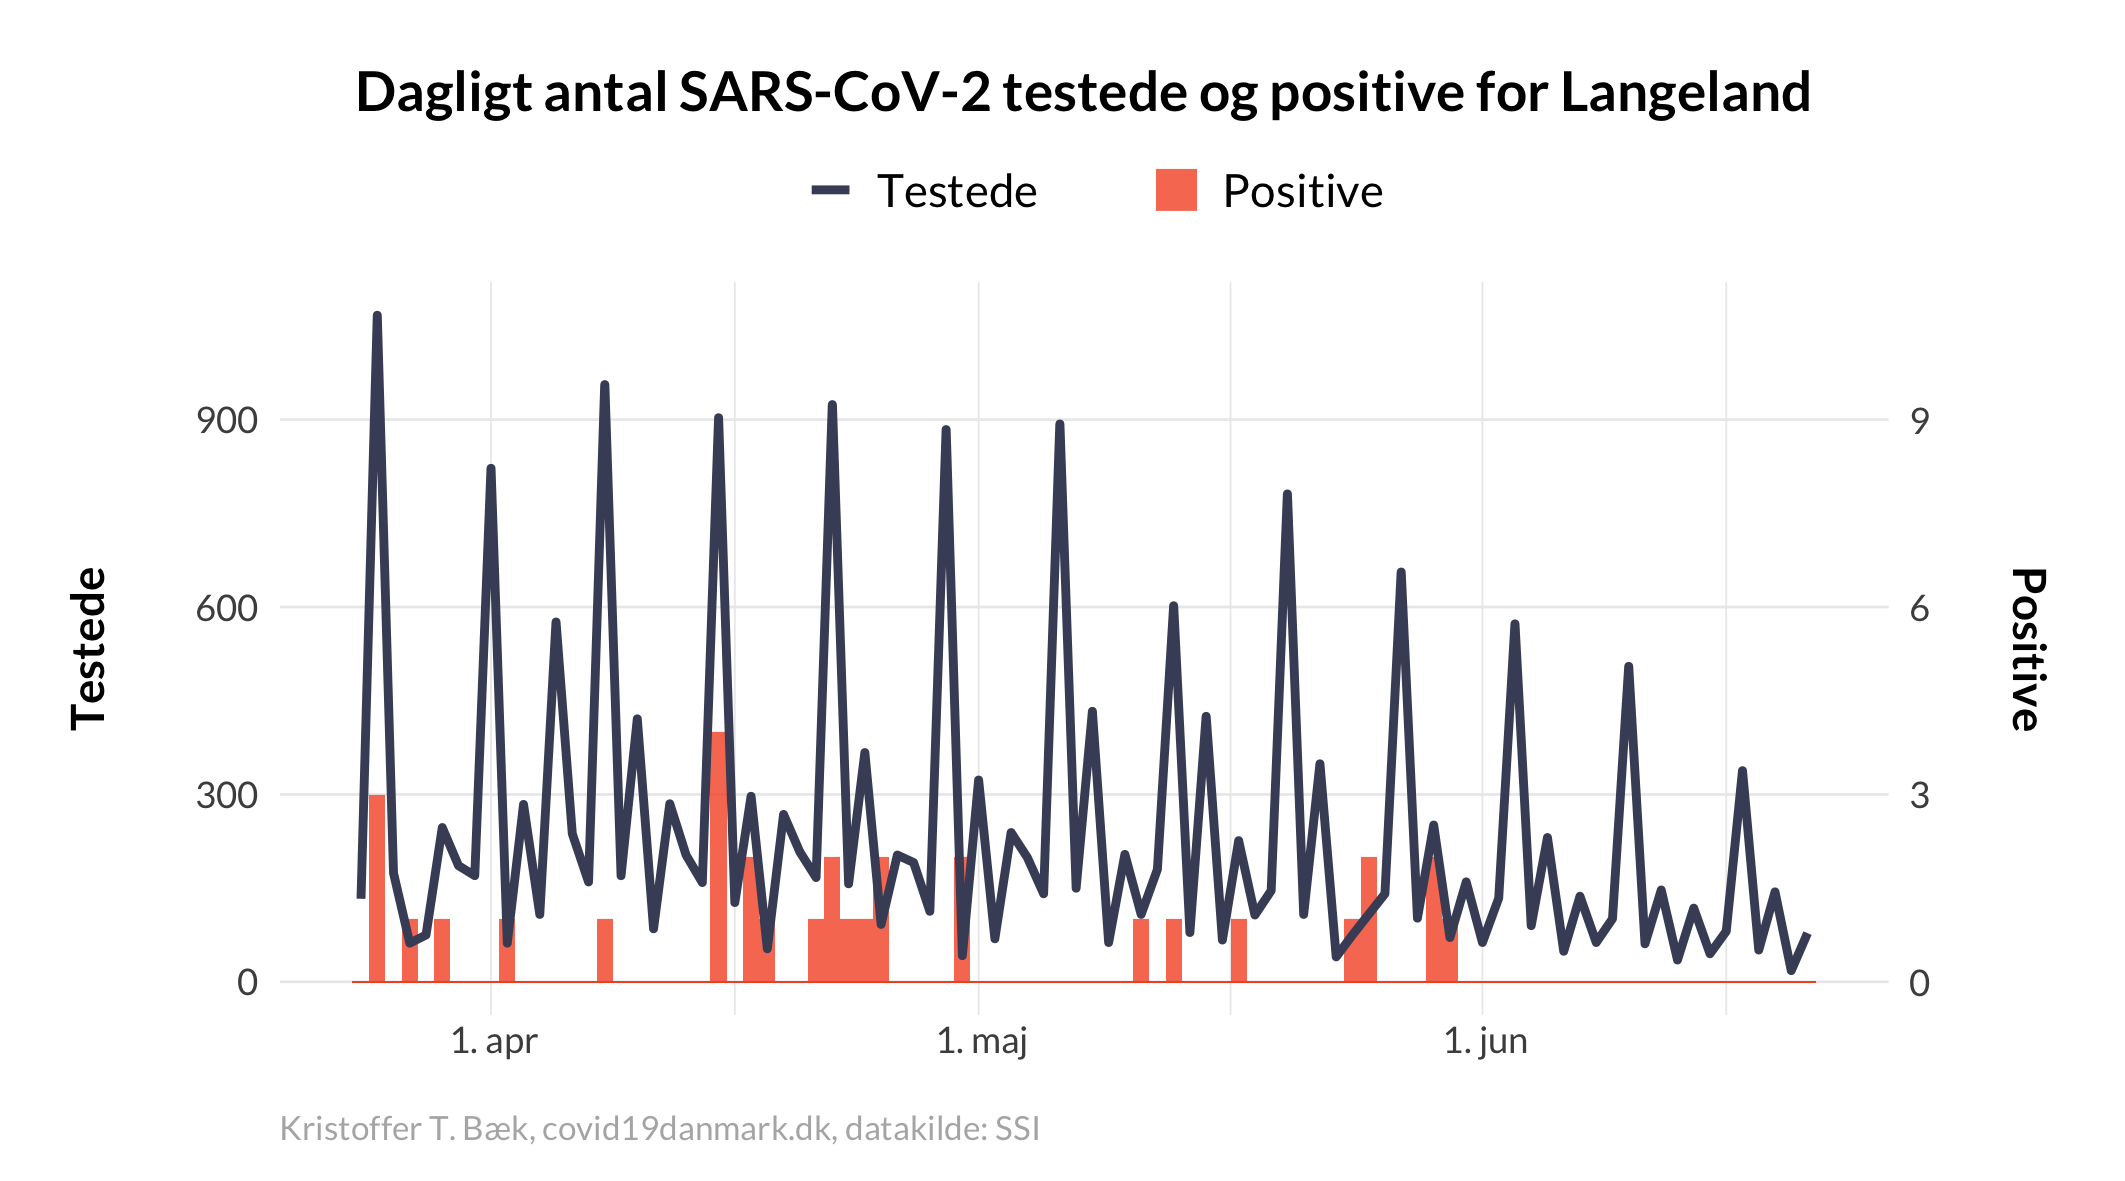 Dagligt antal SARS-CoV-2 testede og positive for Langeland
Testede Positive
900 9
600 6
300 3
0 0
Testede
Positive
1. apr 1. maj 1. jun
Kristoffer T. Bæk, covid19danmark.dk, datakilde: SSI